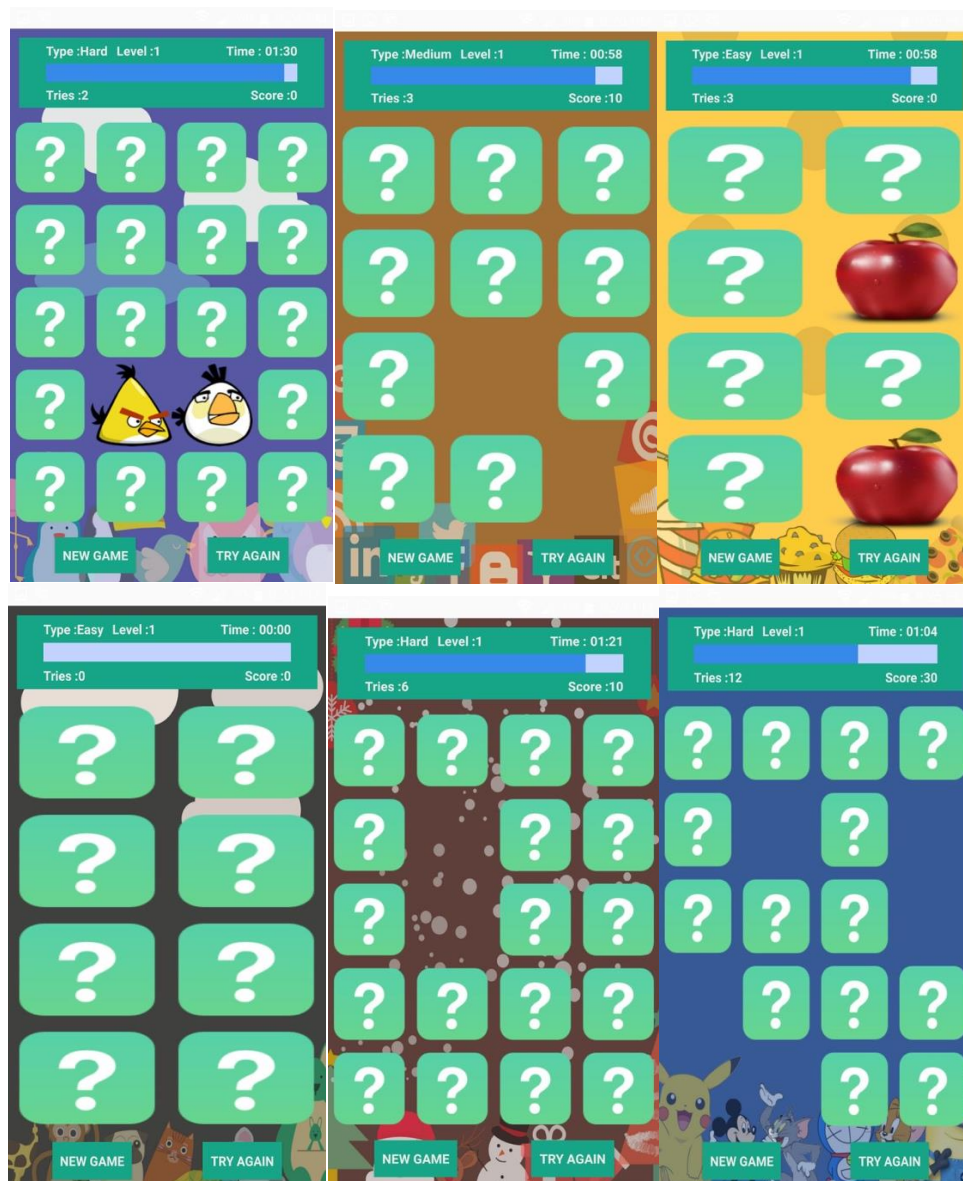 Type :Hard Level :1 Time : 01:30
Tries :2 Score :0
? ? ? ?
? ? ? ?
? ? ? ?
? ?
? ? ? ?
NEW GAME TRY AGAIN
Type :Medium Level :1 Time : 00:58
Tries :3 Score :10
? ? ?
? ? ?
? ?
? ?
in
NEW GAME TRY AGAIN
Type :Easy Level :1 Time : 00:58
Tries :3 Score :0
? ?
?
? ?
?
NEW GAME TRY AGAIN
Type :Easy Level :1 Time : 00:00
Tries :0 Score :0
? ?
? ?
? ?
? ?
NEW GAME TRY AGAIN
Type :Hard Level :1 Time : 01:21
Tries :6 Score :10
? ? ? ?
? ? ?
? ? ?
? ? ? ?
? ? ? ?
NEW GAME TRY AGAIN
Type :Hard Level :1 Time : 01:04
Tries :12 Score :30
? ? ? ?
? ?
? ? ?
? ? ?
? ?
NEW GAME TRY AGAIN